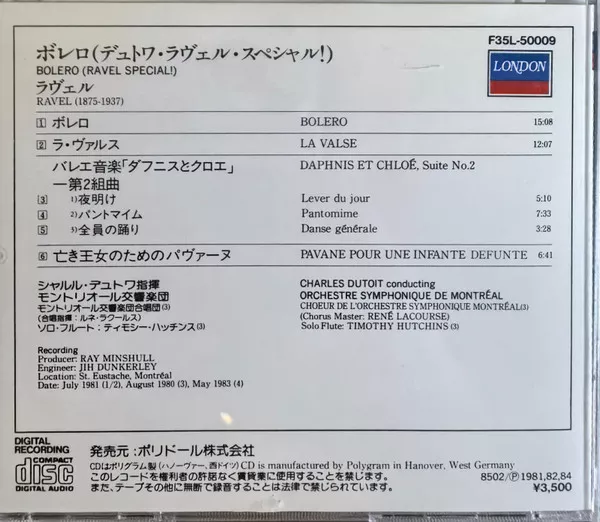 F35L-50009
ボレロ(デュトワ・ラヴェル・スペシャル!)
BOLERO (RAVEL SPECIAL!)
LONDON
ラヴェル
RAVEL (1875-1937)
1 ボレロ BOLERO 15:08
2 ラ・ヴァルス LA VALSE 12:07
バレエ音楽「ダフニスとクロエ」 DAPHNIS ET CHLOÉ, Suite No.2
―第2組曲
3 1)夜明け Lever du jour 5:10
4 2)パントマイム Pantomime 7:33
5 3)全員の踊り Danse générale 3:28
6 亡き王女のためのパヴァーヌ PAVANE POUR UNE INFANTE DEFUNTE 6:41
シャルル・デュトワ指揮 CHARLES DUTOIT conducting
モントリオール交響楽団 ORCHESTRE SYMPHONIQUE DE MONTRÉAL
モントリオール交響楽団合唱団(3) CHOEUR DE L'ORCHESTRE SYMPHONIQUE MONTRÉAL(3)
(合唱指揮:ルネ・ラクールス) (Chorus Master: RENÉ LACOURSE)
ソロ・フルート:ティモシー・ハッチンス(3) Solo Flute: TIMOTHY HUTCHINS (3)
Recording
Producer: RAY MINSHULL
Engineer: JIH DUNKERLEY
Location: St. Eustache, Montréal
Date: July 1981 (1/2), August 1980 (3), May 1983 (4)
DIGITAL RECORDING
COMPACT disc DIGITAL AUDIO
発売元:ポリドール株式会社
CDはポリグラム製(ハノーヴァー、西ドイツ) CD is manufactured by Polygram in Hanover, West Germany
このレコードを権利者の許諾なく賃貸業に使用することを禁じます。 8502/Ⓟ1981,82,84
また、テープその他に無断で録音することは法律で禁じられています。 ¥3,500